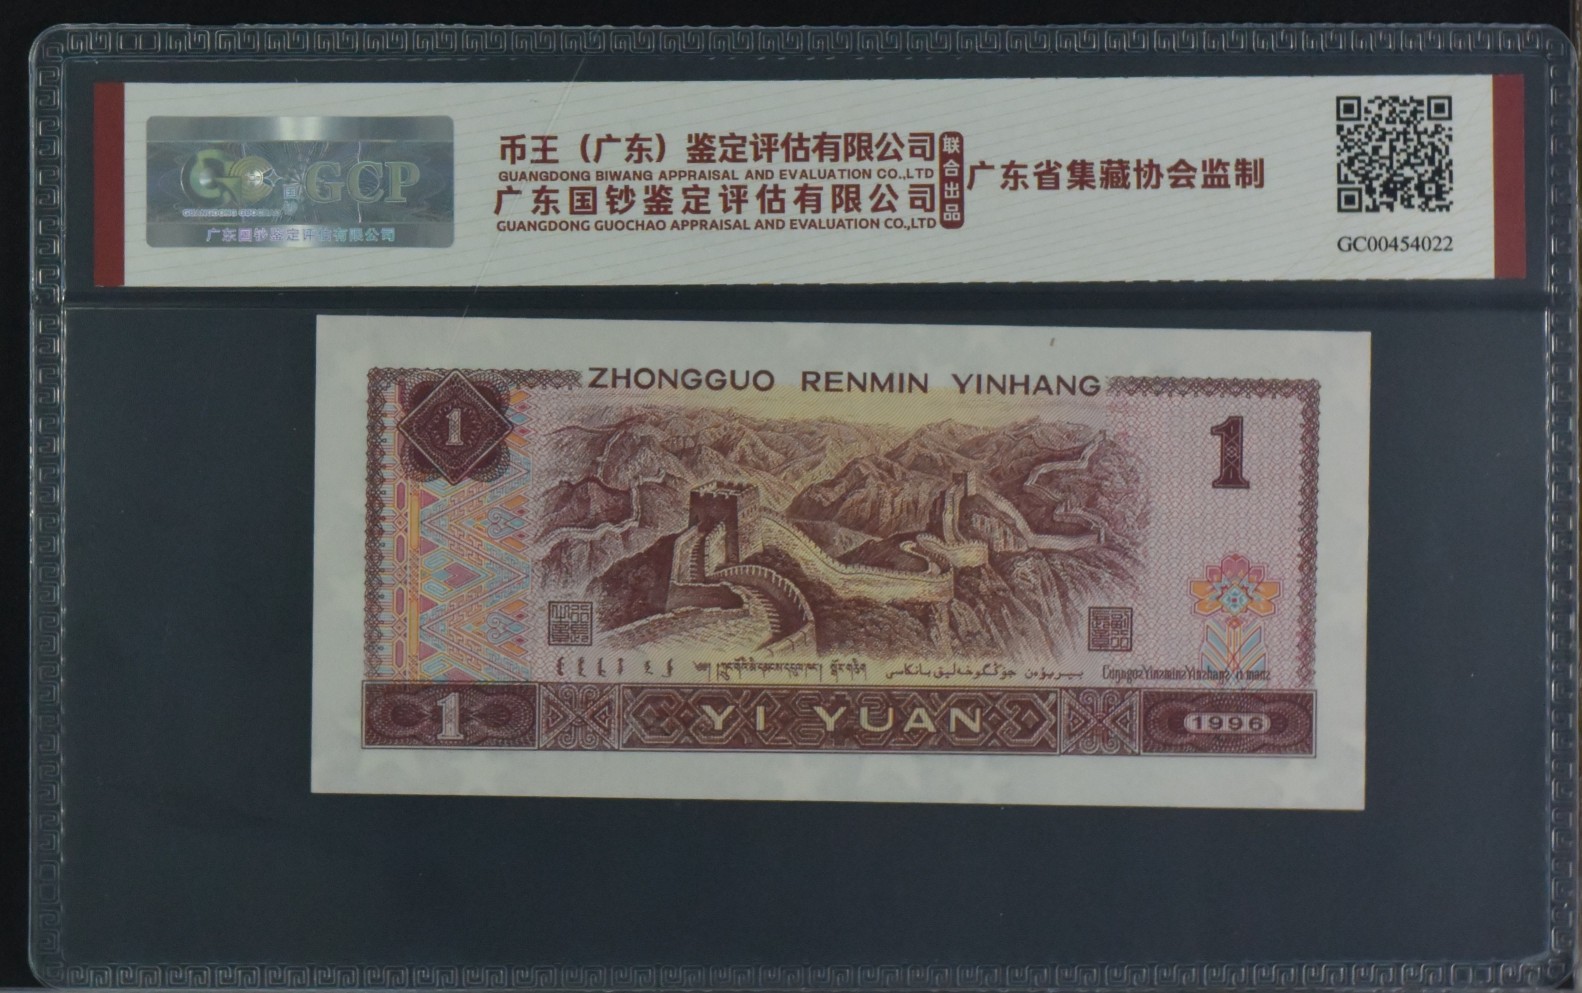 GCP
广东国钞鉴定评估有限公司
币王（广东）鉴定评估有限公司
GUANGDONG BIWANG APPRAISAL AND EVALUATION CO.,LTD
广东国钞鉴定评估有限公司
GUANGDONG GUOCHAO APPRAISAL AND EVALUATION CO.,LTD
联合出品
广东省集藏协会监制
GC00454022
ZHONGGUO RENMIN YINHANG
1
1
1 YI YUAN 1996